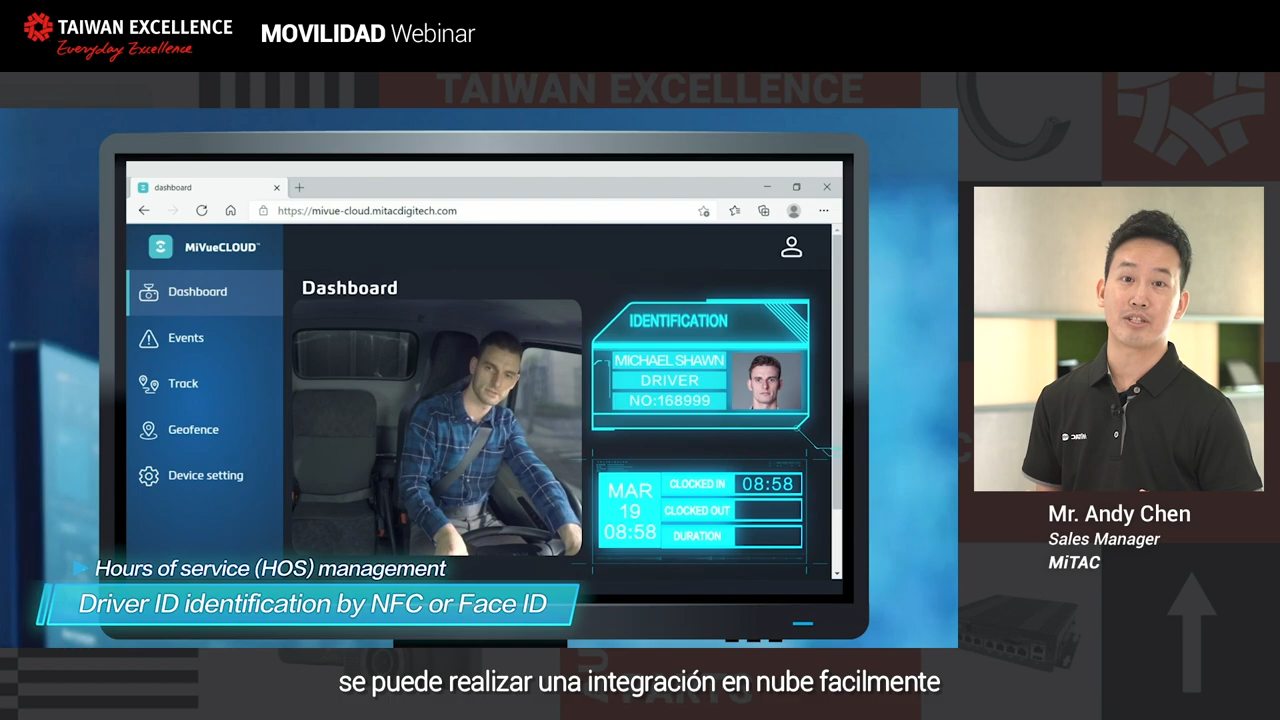 TAIWAN EXCELLENCE
Everyday Excellence
MOVILIDAD Webinar
TAIWAN EXCELLENCE
dashboard
https://mivue-cloud.mitacdigitech.com
MiVueCLOUD™
Dashboard
Events
Track
Geofence
Device setting
Dashboard
IDENTIFICATION
MICHAEL SHAWN
DRIVER
NO:168999
MAR
19
08:58
CLOCKED IN 08:58
CLOCKED OUT
DURATION
Hours of service (HOS) management
Driver ID identification by NFC or Face ID
Mr. Andy Chen
Sales Manager
MiTAC
PARTS
se puede realizar una integración en nube facilmente